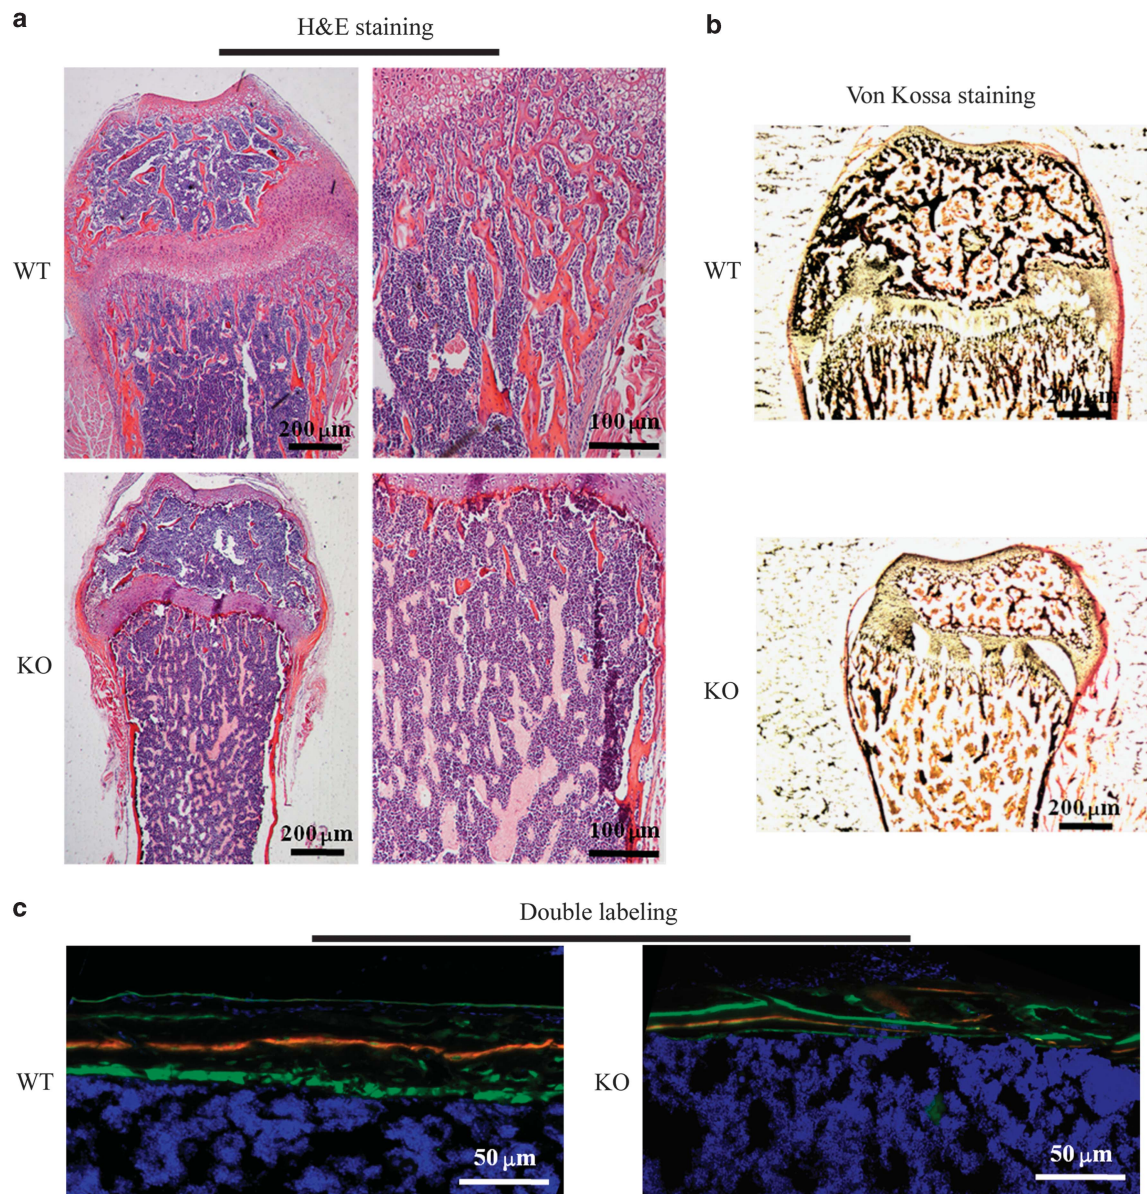 a
H&E staining
WT
200 μm
100 μm
KO
200 μm
100 μm
b
Von Kossa staining
WT
200 μm
KO
200 μm
c
Double labeling
WT
50 μm
KO
50 μm